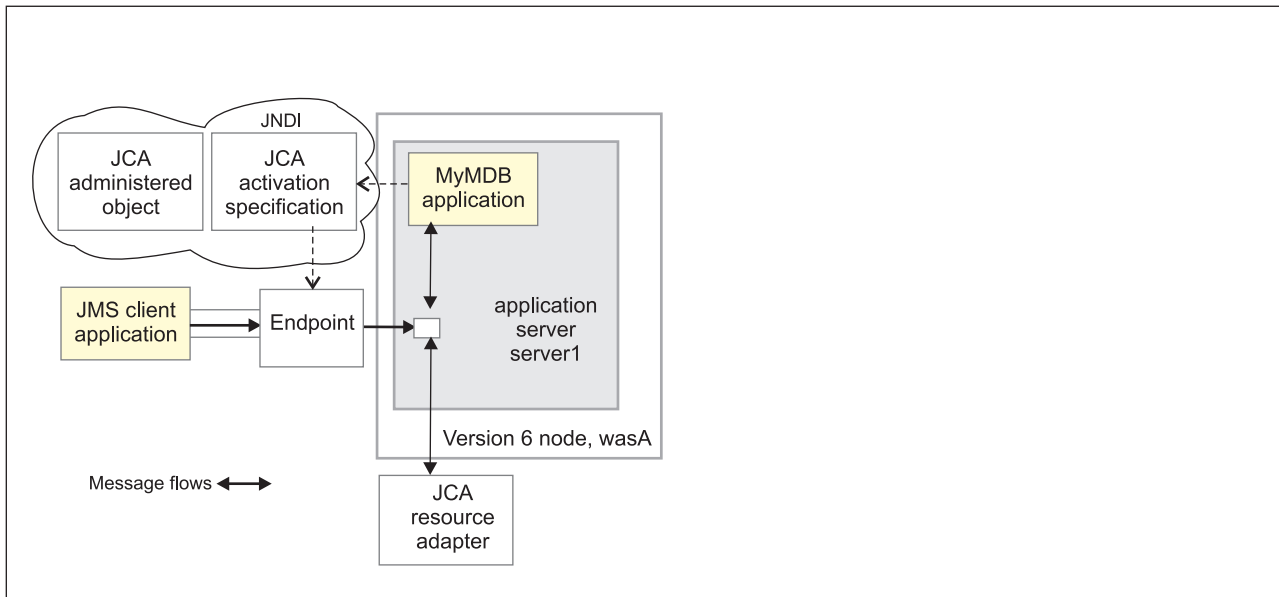 JNDI
JCA
administered
object
JCA
activation
specification
MyMDB
application
JMS client
application
Endpoint
application
server
server1
Version 6 node, wasA
Message flows
JCA
resource
adapter